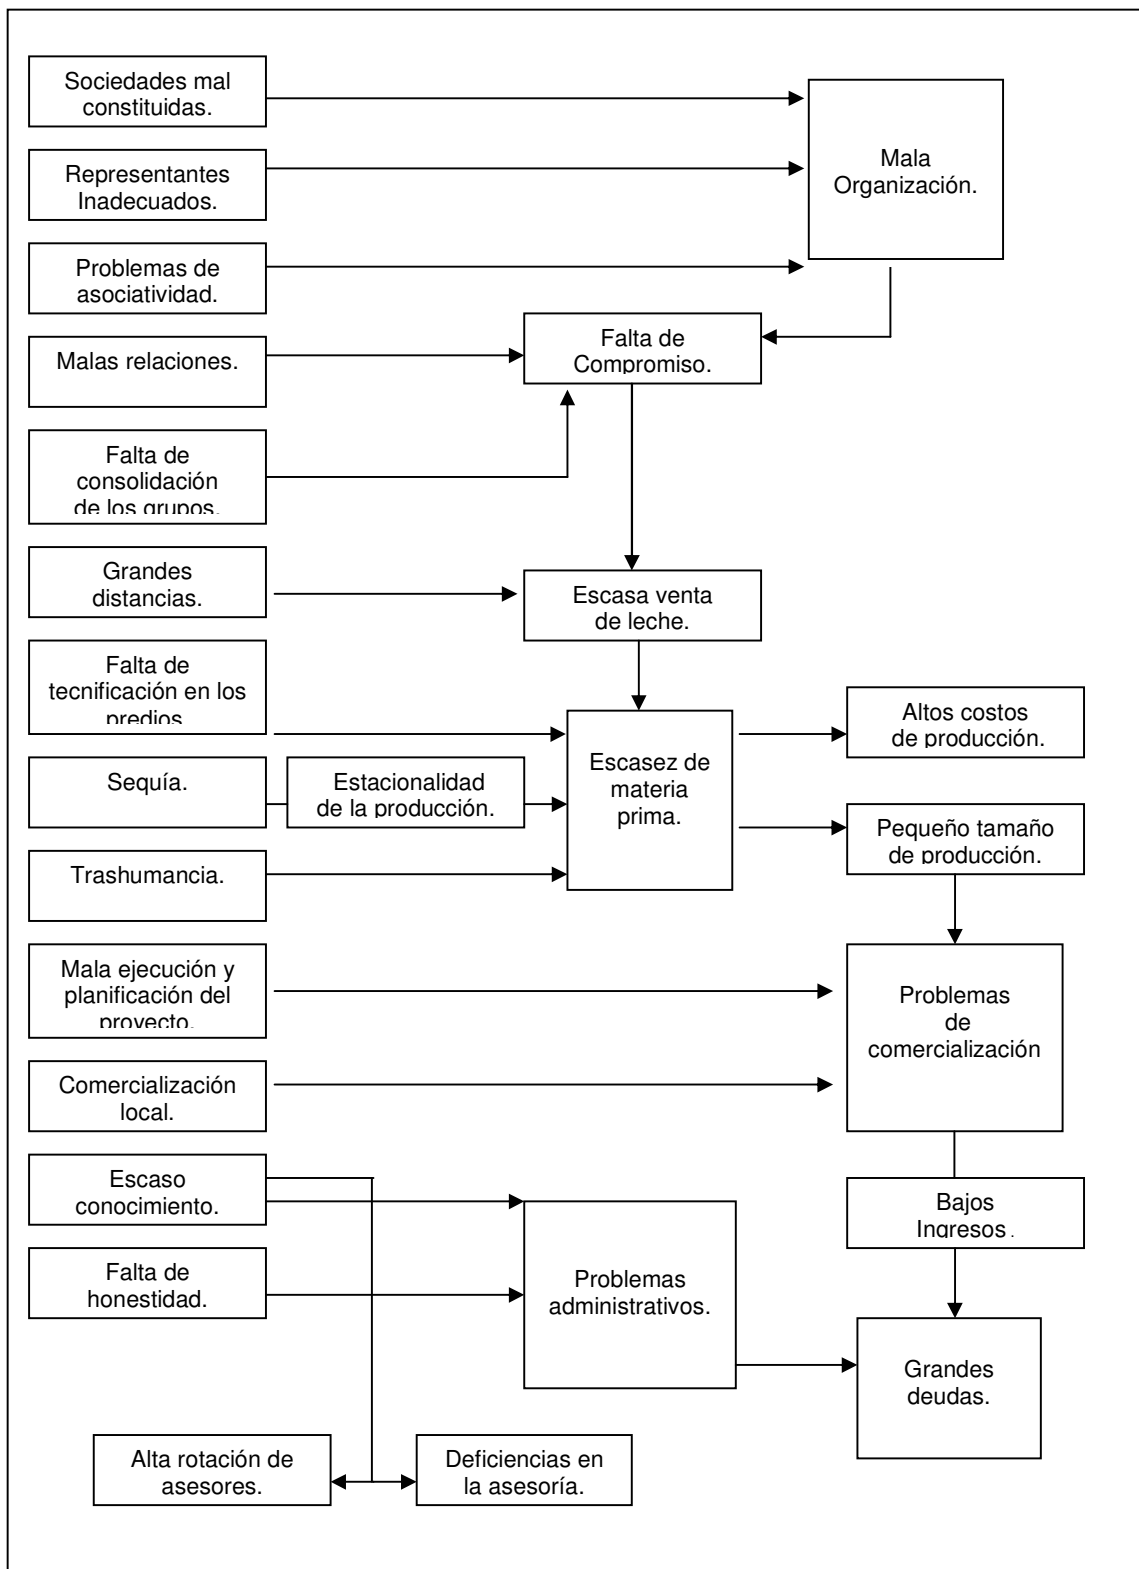 Sociedades mal
constituidas.
Mala
Organización.
Representantes
Inadecuados.
Problemas de
asociatividad.
Falta de
Compromiso.
Malas relaciones.
Falta de
consolidación
de los grupos.
Grandes
distancias.
Escasa venta
de leche.
Falta de
tecnificación en los
predios
Altos costos
de producción.
Escasez de
materia
prima.
Sequía.
Estacionalidad
de la producción.
Pequeño tamaño
de producción.
Trashumancia.
Mala ejecución y
planificación del
proyecto.
Problemas
de
comercialización
Comercialización
local.
Escaso
conocimiento.
Bajos
Ingresos.
Falta de
honestidad.
Problemas
administrativos.
Grandes
deudas.
Alta rotación de
asesores.
Deficiencias en
la asesoría.